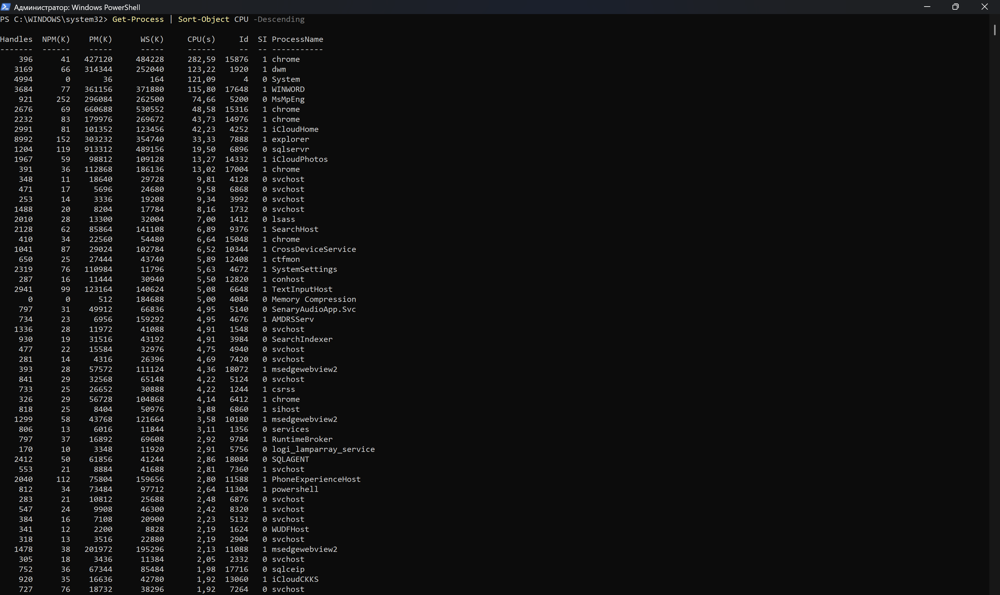 Администратор: Windows PowerShell
PS C:\WINDOWS\system32> Get-Process | Sort-Object CPU -Descending
Handles  NPM(K)    PM(K)      WS(K)     CPU(s)     Id  SI ProcessName
-------  ------    -----      -----     ------     --  -- -----------
    396      41   427120     484228     282,59  15876   1 chrome
   3169      66   314344     252040     123,22   1920   1 dwm
   4994       0       36        164     121,09      4   0 System
   3684      77   361156     371880     115,80  17648   1 WINWORD
    921     252   296084     262500      74,66   5200   0 MsMpEng
   2676      69   660688     530552      48,58  15316   1 chrome
   2232      83   179976     269672      43,73  14976   1 chrome
   2991      81   101352     123456      42,23   4252   1 iCloudHome
   8992     152   303232     354740      33,33   7888   1 explorer
   1204     119   913312     489156      19,50   6896   0 sqlservr
   1967      59    98812     109128      13,27  14332   1 iCloudPhotos
    391      36   112868     186136      13,02  17004   1 chrome
    348      11    18640      29728       9,81   4128   0 svchost
    471      17     5696      24680       9,58   6868   0 svchost
    253      14     3336      19208       9,34   3992   0 svchost
   1488      20     8204      17784       8,16   1732   0 svchost
   2010      28    13300      32004       7,00   1412   0 lsass
   2128      62    85864     141108       6,89   9376   1 SearchHost
    410      34    22560      54480       6,64  15048   1 chrome
   1041      87    29024     102784       6,52  10344   1 CrossDeviceService
    650      25    27444      43740       5,89  12408   1 ctfmon
   2319      76   110984      11796       5,63   4672   1 SystemSettings
    287      16    11444      30940       5,50  12820   1 conhost
   2941      99   123164     140624       5,08   6648   1 TextInputHost
      0       0      512     184688       5,00   4084   0 Memory Compression
    797      31    49912      66836       4,95   5140   0 SenaryAudioApp.Svc
    734      23     6956     159292       4,95   4676   1 AMDRSServ
   1336      28    11972      41088       4,91   1548   0 svchost
    930      19    31516      43192       4,91   3984   0 SearchIndexer
    477      22    15584      32976       4,75   4940   0 svchost
    281      14     4316      26396       4,69   7420   0 svchost
    393      28    57572     111124       4,36  18072   1 msedgewebview2
    841      29    32568      65148       4,22   5124   0 svchost
    733      25    26652      30888       4,22   1244   1 csrss
    326      29    56728     104868       4,14   6412   1 chrome
    818      25     8404      50976       3,88   6860   1 sihost
   1299      58    43768     121664       3,58  10180   1 msedgewebview2
    806      13     6016      11844       3,11   1356   0 services
    797      37    16892      69608       2,92   9784   1 RuntimeBroker
    170      10     3348      11920       2,91   5756   0 logi_lamparray_service
   2412      50    61856      41244       2,86  18084   0 SQLAGENT
    553      21     8884      41688       2,81   7360   1 svchost
   2040     112    75804     159656       2,80  11588   1 PhoneExperienceHost
    812      34    73484      97712       2,64  11304   1 powershell
    283      21    10812      25688       2,48   6876   0 svchost
    547      24     9908      46300       2,42   8320   1 svchost
    384      16     7108      20900       2,23   5132   0 svchost
    341      12     2200       8828       2,19   1624   0 WUDFHost
    318      13     3516      22880       2,19   2904   0 svchost
   1478      38   201972     195296       2,13  11088   1 msedgewebview2
    305      18     3436      11384       2,05   2332   0 svchost
    752      36    67344      85484       1,98  17716   0 sqlceip
    920      35    16636      42780       1,92  13060   1 iCloudCKKS
    727      76    18732      38296       1,92   7264   0 svchost